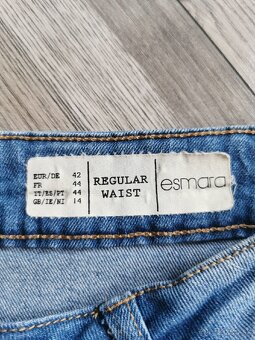 EUR/DE 42
FR 44
IT/ES/PT 44
GB/IE/NI 14
REGULAR
WAIST
esmara